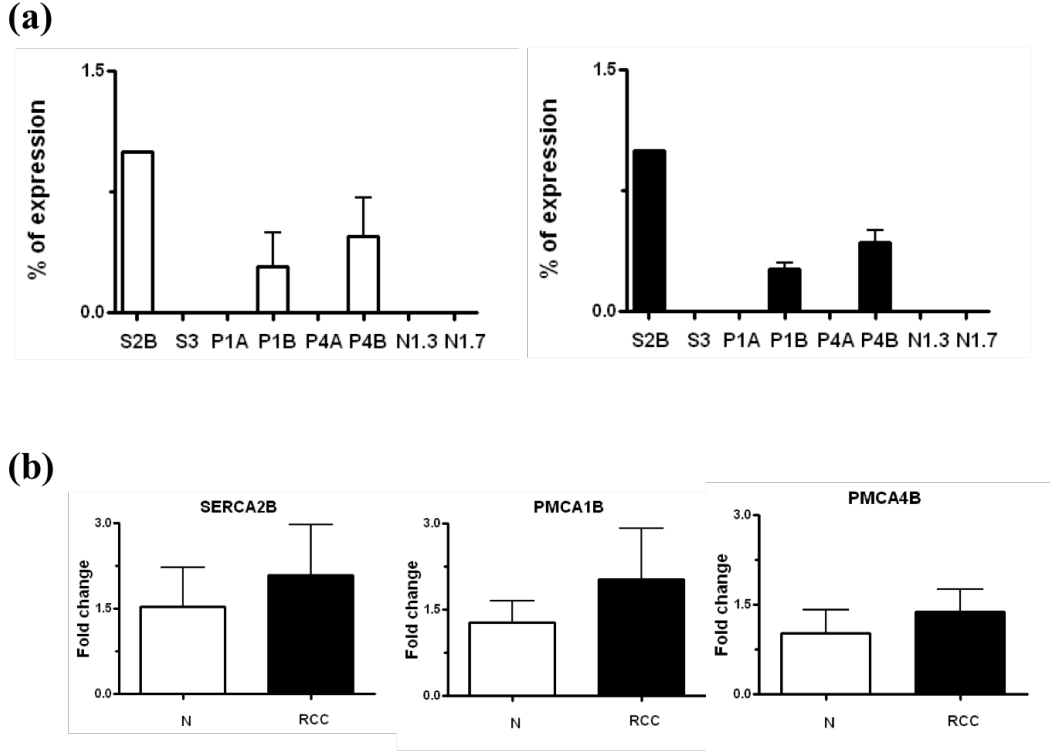 (a)
1.5
0.0
% of expression
S2B S3 P1A P1B P4A P4B N1.3 N1.7
1.5
0.0
% of expression
S2B S3 P1A P1B P4A P4B N1.3 N1.7
(b)
SERCA2B
3.0
1.5
0.0
Fold change
N RCC
PMCA1B
3.0
1.5
0.0
Fold change
N RCC
PMCA4B
3.0
1.5
0.0
Fold change
N RCC